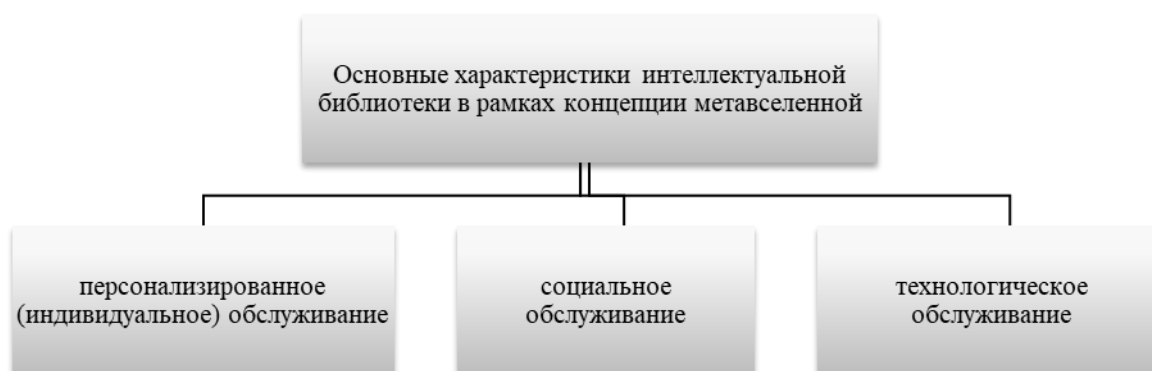 Основные характеристики интеллектуальной
библиотеки в рамках концепции метавселенной
персонализированное
(индивидуальное) обслуживание
социальное
обслуживание
технологическое
обслуживание